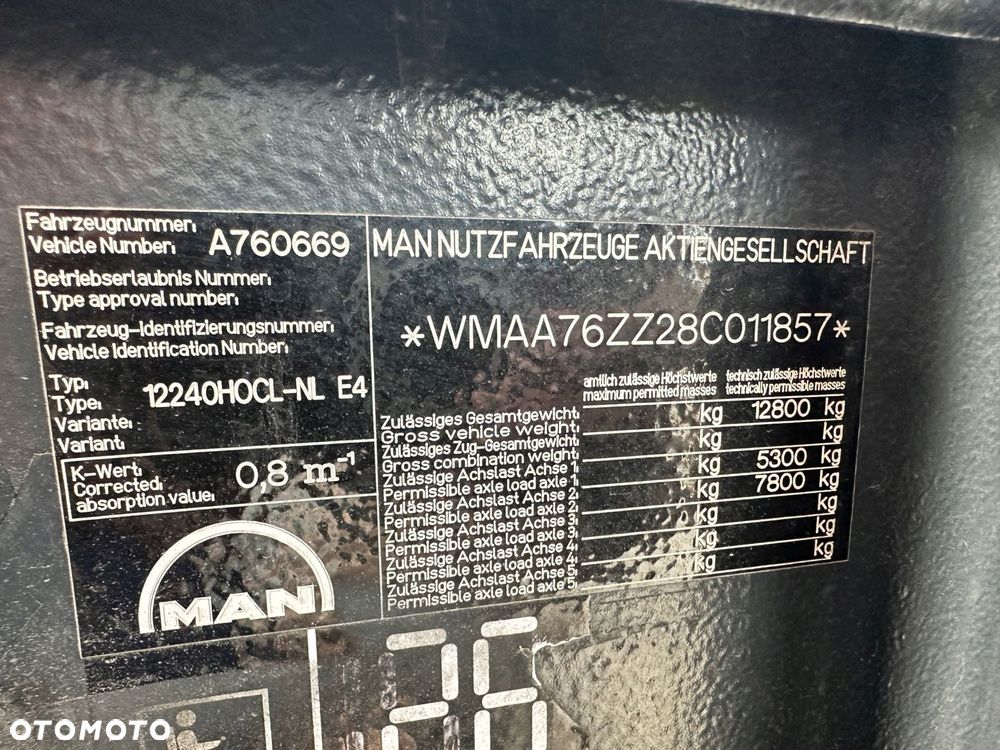 Fahrzeugnummer:
Vehicle Number: A760669
Betriebserlaubnis Nummer:
Type approval number:
Fahrzeug-Identifizierungsnummer:
Vehicle Identification Number:
Typ:
Type: 12240HOCL-NL E4
Variante:
Variant:
K-Wert:
Corrected
absorption value: 0,8 m⁻¹
MAN
MAN NUTZFAHRZEUGE AKTIENGESELLSCHAFT
*WMAA76ZZ28C011857*
amtlich zulässige Höchstwerte technisch zulässige Höchstwerte
maximum permitted masses technically permissible masses
Zulässiges Gesamtgewicht:
Gross vehicle weight: kg 12800 kg
Zulässiges Zug-Gesamtgewicht:
Gross combination weight: kg kg
Zulässige Achslast Achse 1:
Permissible axle load axle 1: kg 5300 kg
Zulässige Achslast Achse 2:
Permissible axle load axle 2: kg 7800 kg
Zulässige Achslast Achse 3:
Permissible axle load axle 3: kg kg
Zulässige Achslast Achse 4:
Permissible axle load axle 4: kg kg
Zulässige Achslast Achse 5:
Permissible axle load axle 5: kg kg
OTOMOTO